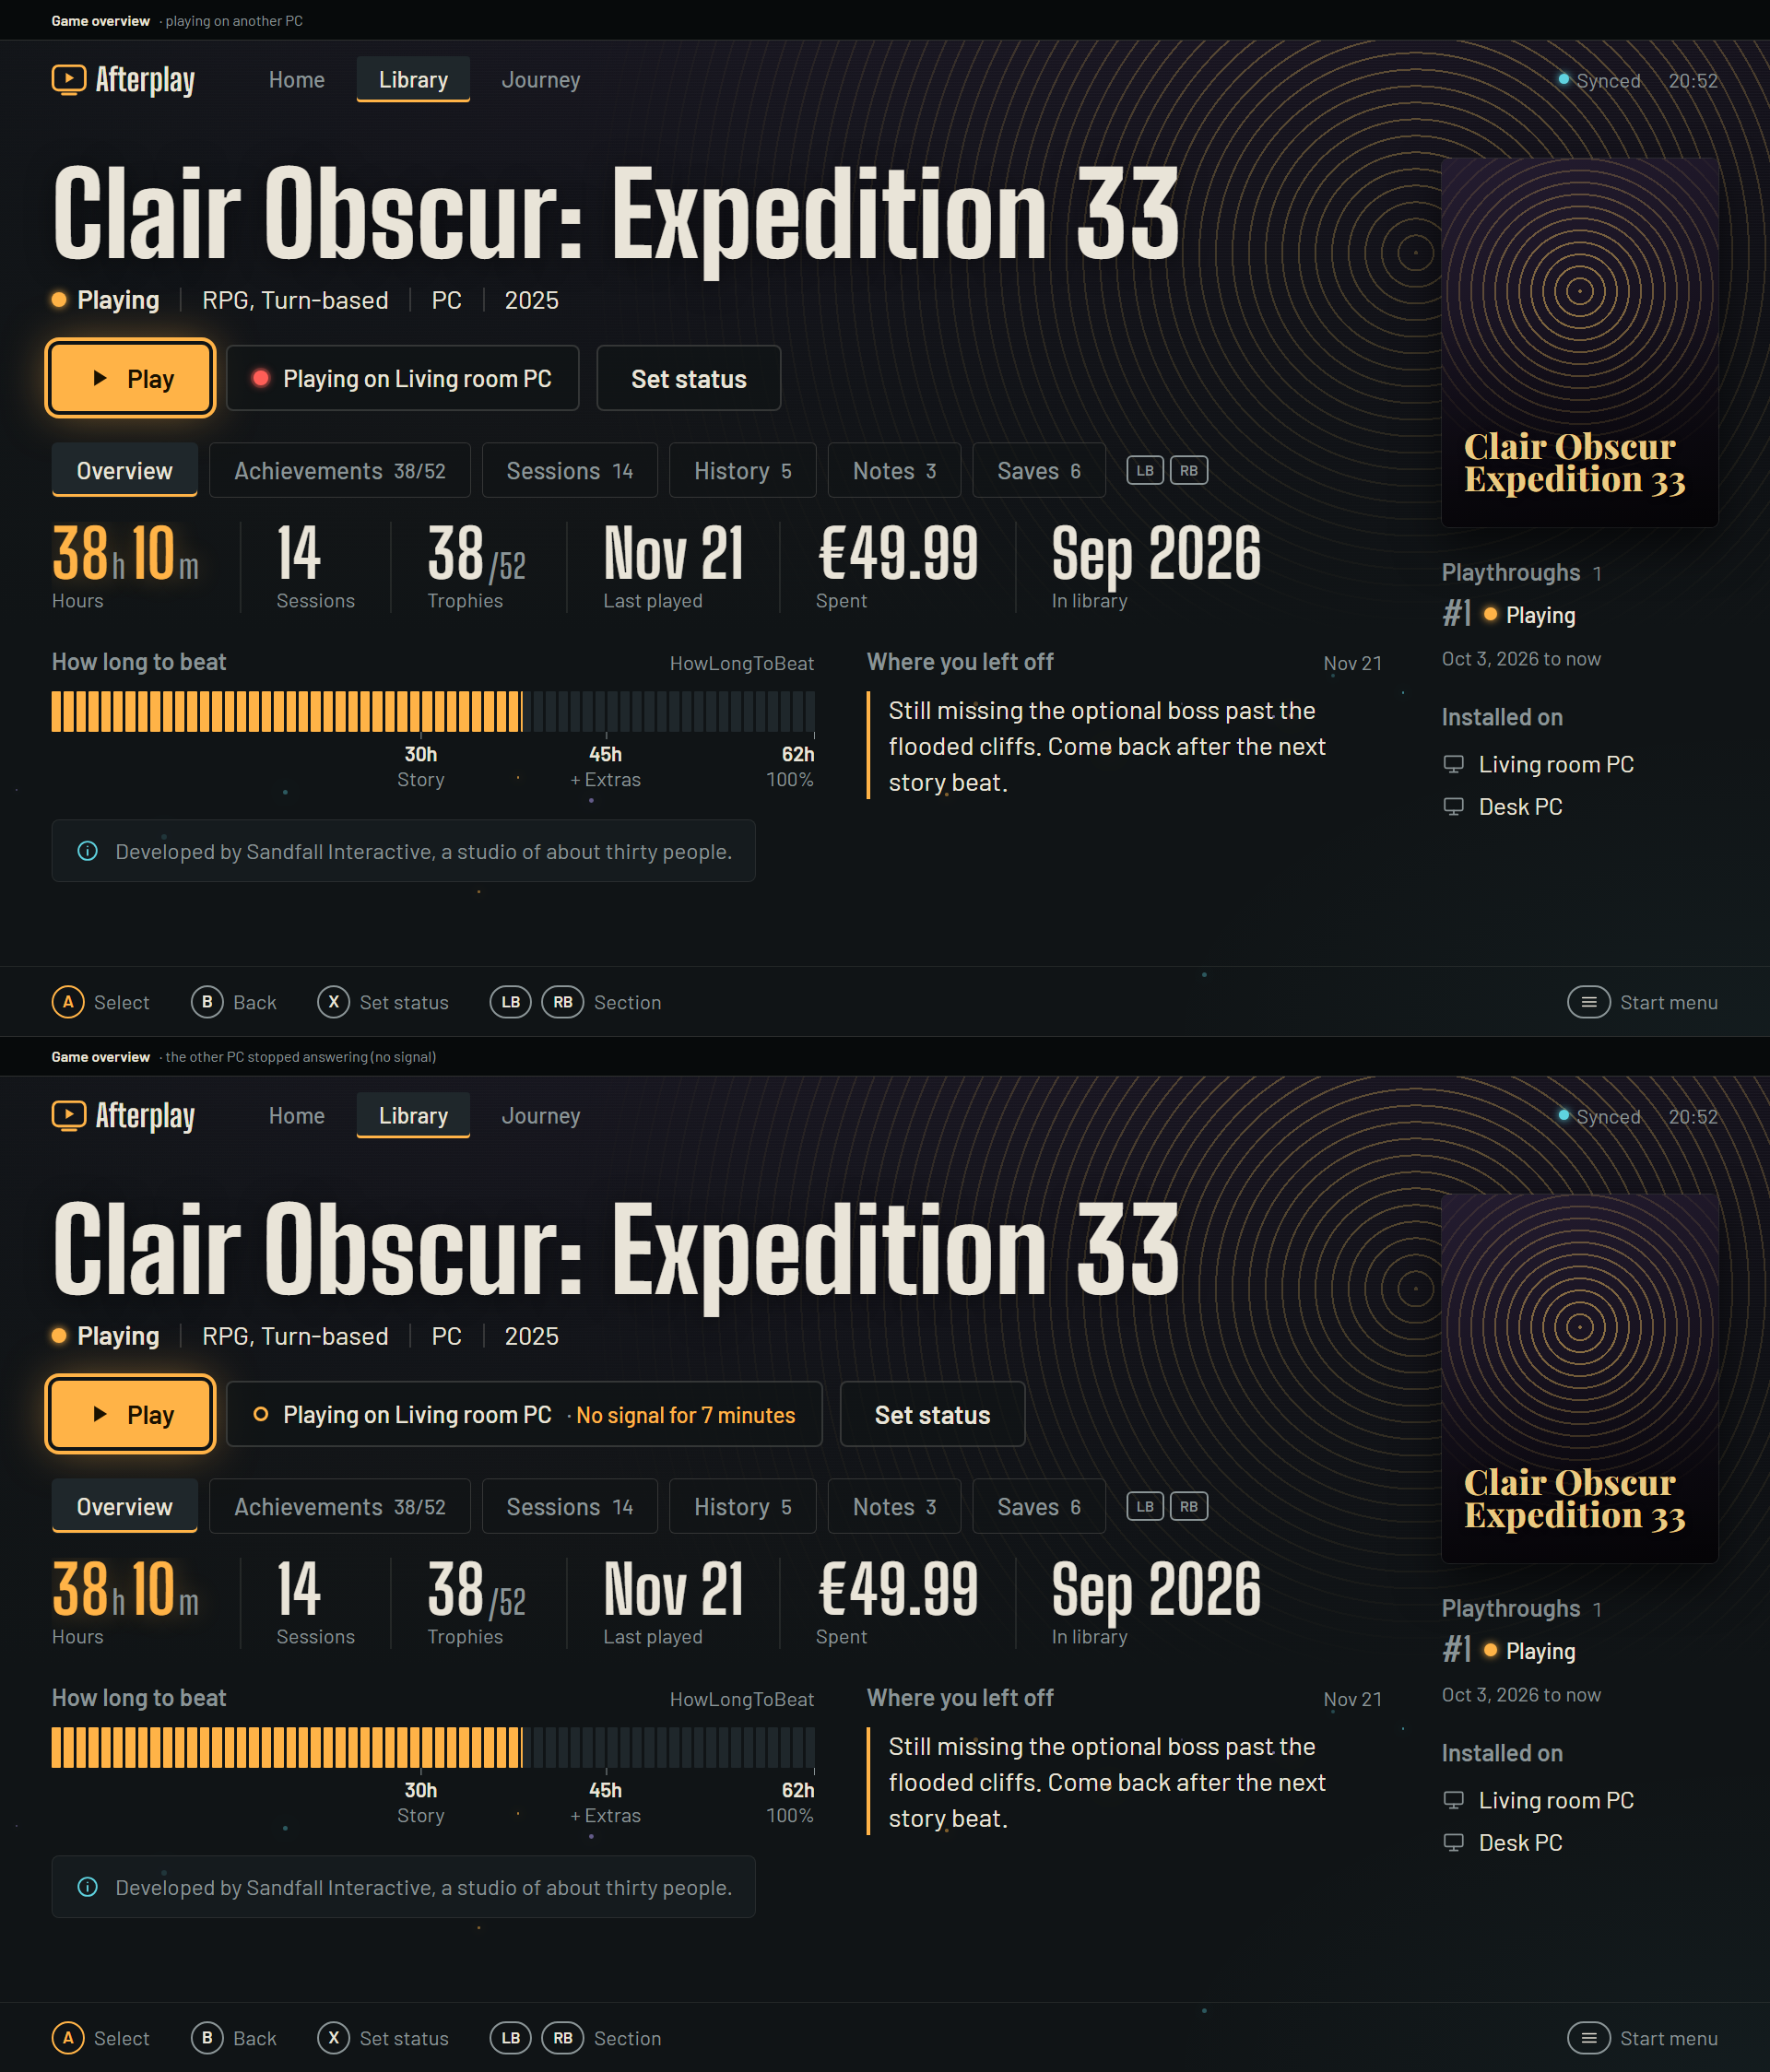 Game overview · playing on another PC
Afterplay Home Library Journey Synced 20:52
Clair Obscur: Expedition 33
Playing RPG, Turn-based PC 2025
Play Playing on Living room PC Set status
Overview Achievements 38/52 Sessions 14 History 5 Notes 3 Saves 6 LB RB
38h 10m 14 38/52 Nov 21 €49.99 Sep 2026
Hours Sessions Trophies Last played Spent In library
How long to beat HowLongToBeat
30h 45h 62h
Story + Extras 100%
Where you left off Nov 21
Still missing the optional boss past the
flooded cliffs. Come back after the next
story beat.
Developed by Sandfall Interactive, a studio of about thirty people.
Clair Obscur
Expedition 33
Playthroughs 1
#1 Playing
Oct 3, 2026 to now
Installed on
Living room PC
Desk PC
A Select B Back X Set status LB RB Section Start menu
Game overview · the other PC stopped answering (no signal)
Afterplay Home Library Journey Synced 20:52
Clair Obscur: Expedition 33
Playing RPG, Turn-based PC 2025
Play Playing on Living room PC · No signal for 7 minutes Set status
Overview Achievements 38/52 Sessions 14 History 5 Notes 3 Saves 6 LB RB
38h 10m 14 38/52 Nov 21 €49.99 Sep 2026
Hours Sessions Trophies Last played Spent In library
How long to beat HowLongToBeat
30h 45h 62h
Story + Extras 100%
Where you left off Nov 21
Still missing the optional boss past the
flooded cliffs. Come back after the next
story beat.
Developed by Sandfall Interactive, a studio of about thirty people.
Clair Obscur
Expedition 33
Playthroughs 1
#1 Playing
Oct 3, 2026 to now
Installed on
Living room PC
Desk PC
A Select B Back X Set status LB RB Section Start menu